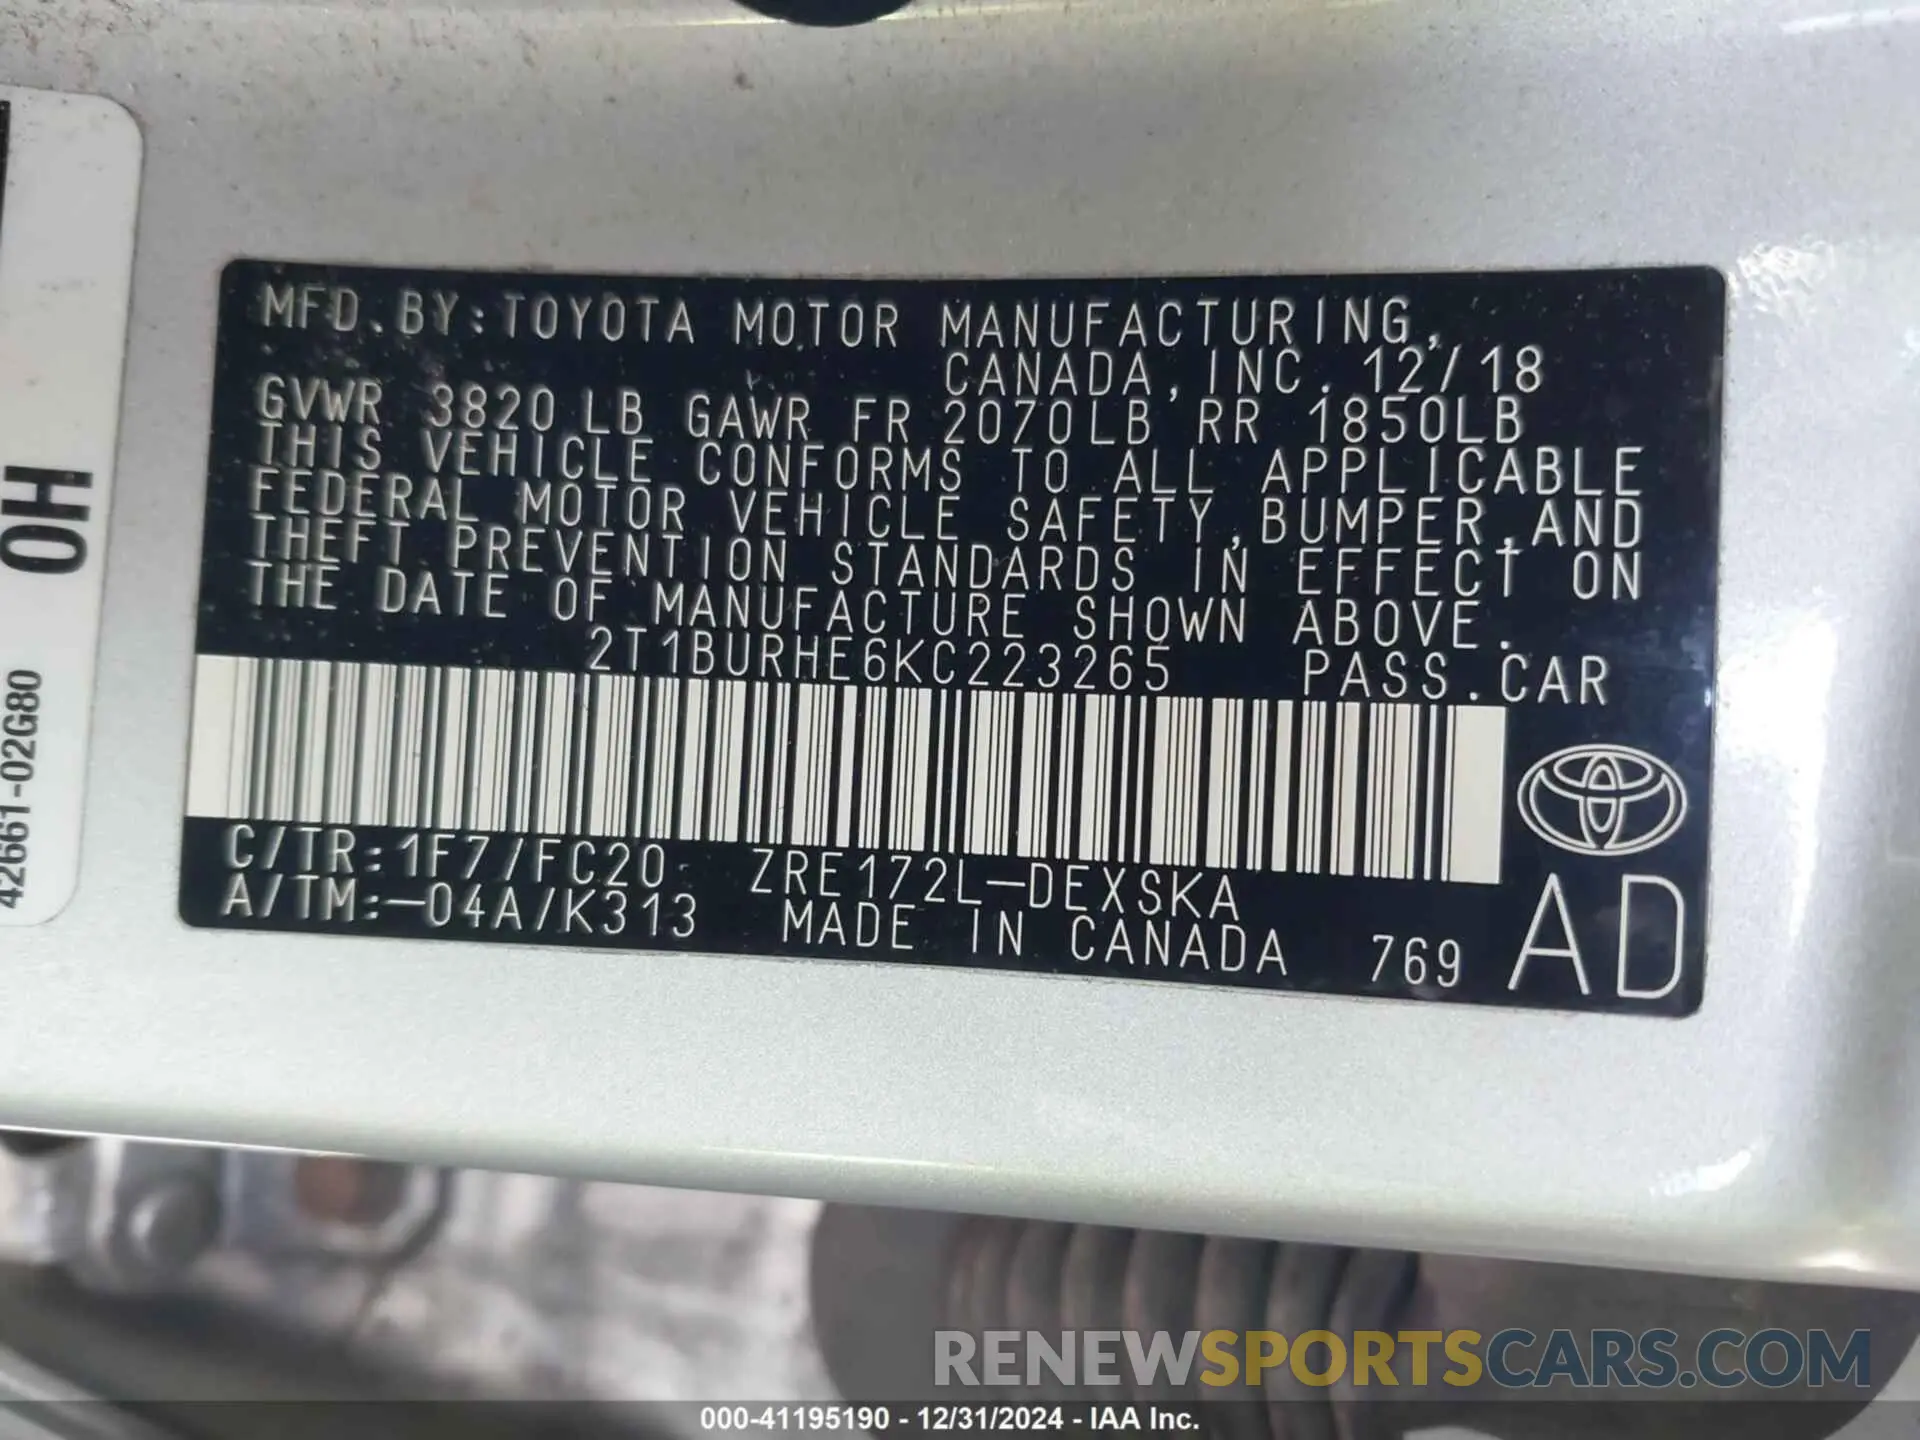 MFD.BY:TOYOTA MOTOR MANUFACTURING,
CANADA,INC. 12/18
GVWR 3820 LB GAWR FR 2070LB RR 1850LB
THIS VEHICLE CONFORMS TO ALL APPLICABLE
FEDERAL MOTOR VEHICLE SAFETY,BUMPER,AND
THEFT PREVENTION STANDARDS IN EFFECT ON
THE DATE OF MANUFACTURE SHOWN ABOVE.
2T1BURHE6KC223265 PASS.CAR
C/TR:1F7/FC20 ZRE172L-DEXSKA
A/TM:-04A/K313 MADE IN CANADA 769
AD
0H
42661-02G80
RENEWSPORTSCARS.COM
000-41195190 - 12/31/2024 - IAA Inc.